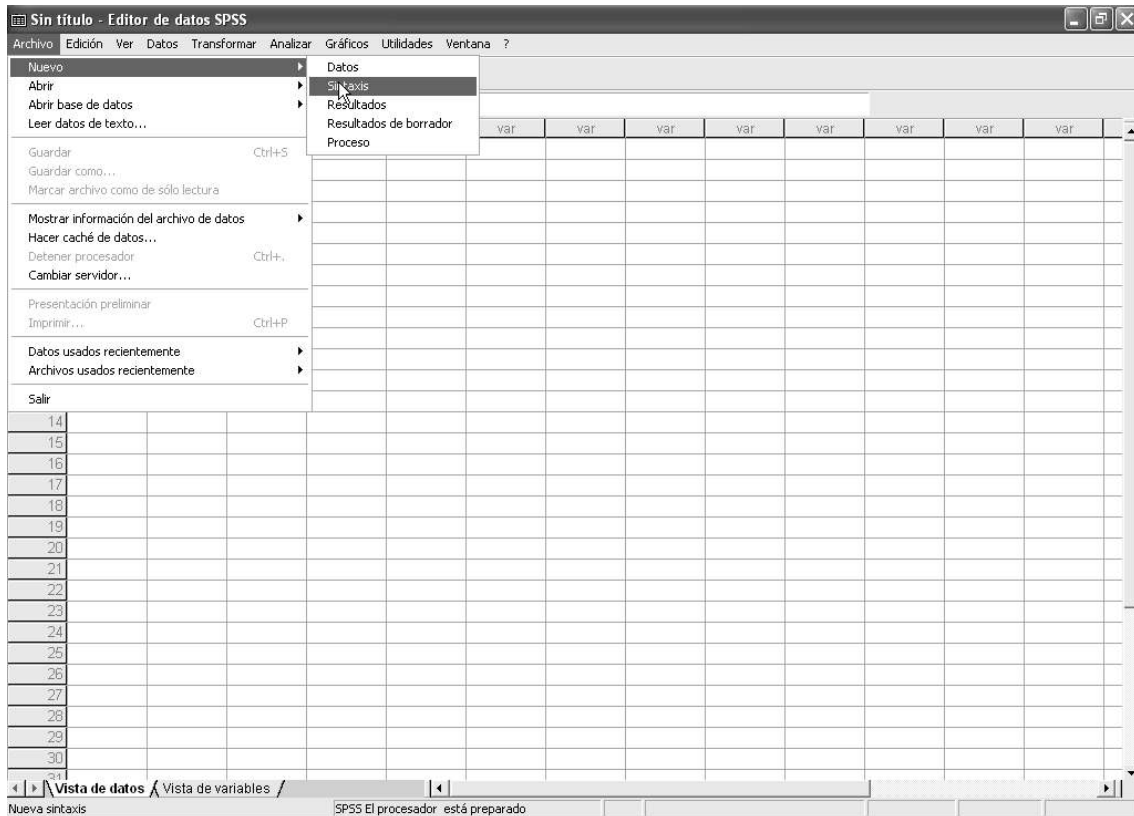 Sin título - Editor de datos SPSS
Archivo Edición Ver Datos Transformar Analizar Gráficos Utilidades Ventana ?
Nuevo
Abrir
Abrir base de datos
Leer datos de texto...
Guardar Ctrl+S
Guardar como...
Marcar archivo como de sólo lectura
Mostrar información del archivo de datos
Hacer caché de datos...
Detener procesador Ctrl+.
Cambiar servidor...
Presentación preliminar
Imprimir... Ctrl+P
Datos usados recientemente
Archivos usados recientemente
Salir
Datos
Sintaxis
Resultados
Resultados de borrador
Proceso
var var var var var var var var
14
15
16
17
18
19
20
21
22
23
24
25
26
27
28
29
30
31
Vista de datos Vista de variables
Nueva sintaxis SPSS El procesador está preparado